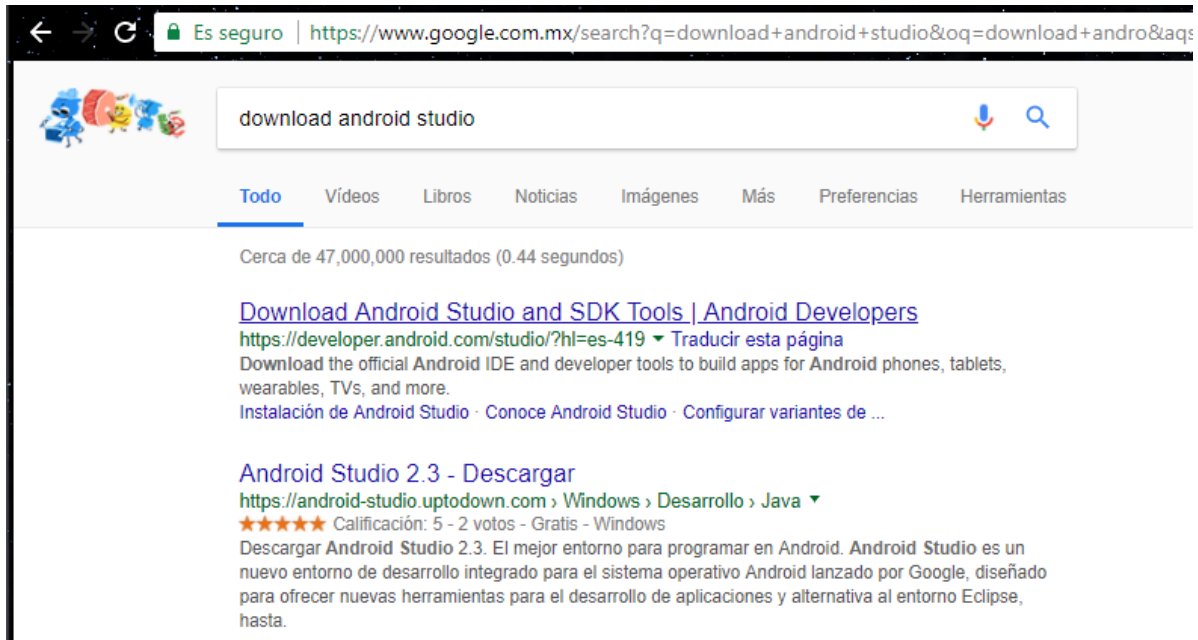 Es seguro | https://www.google.com.mx/search?q=download+android+studio&oq=download+andro&aqs
download android studio
Todo Vídeos Libros Noticias Imágenes Más Preferencias Herramientas
Cerca de 47,000,000 resultados (0.44 segundos)
Download Android Studio and SDK Tools | Android Developers
https://developer.android.com/studio/?hl=es-419 ▼ Traducir esta página
Download the official Android IDE and developer tools to build apps for Android phones, tablets,
wearables, TVs, and more.
Instalación de Android Studio · Conoce Android Studio · Configurar variantes de ...
Android Studio 2.3 - Descargar
https://android-studio.uptodown.com › Windows › Desarrollo › Java ▼
★★★★★ Calificación: 5 - 2 votos - Gratis - Windows
Descargar Android Studio 2.3. El mejor entorno para programar en Android. Android Studio es un
nuevo entorno de desarrollo integrado para el sistema operativo Android lanzado por Google, diseñado
para ofrecer nuevas herramientas para el desarrollo de aplicaciones y alternativa al entorno Eclipse,
hasta.